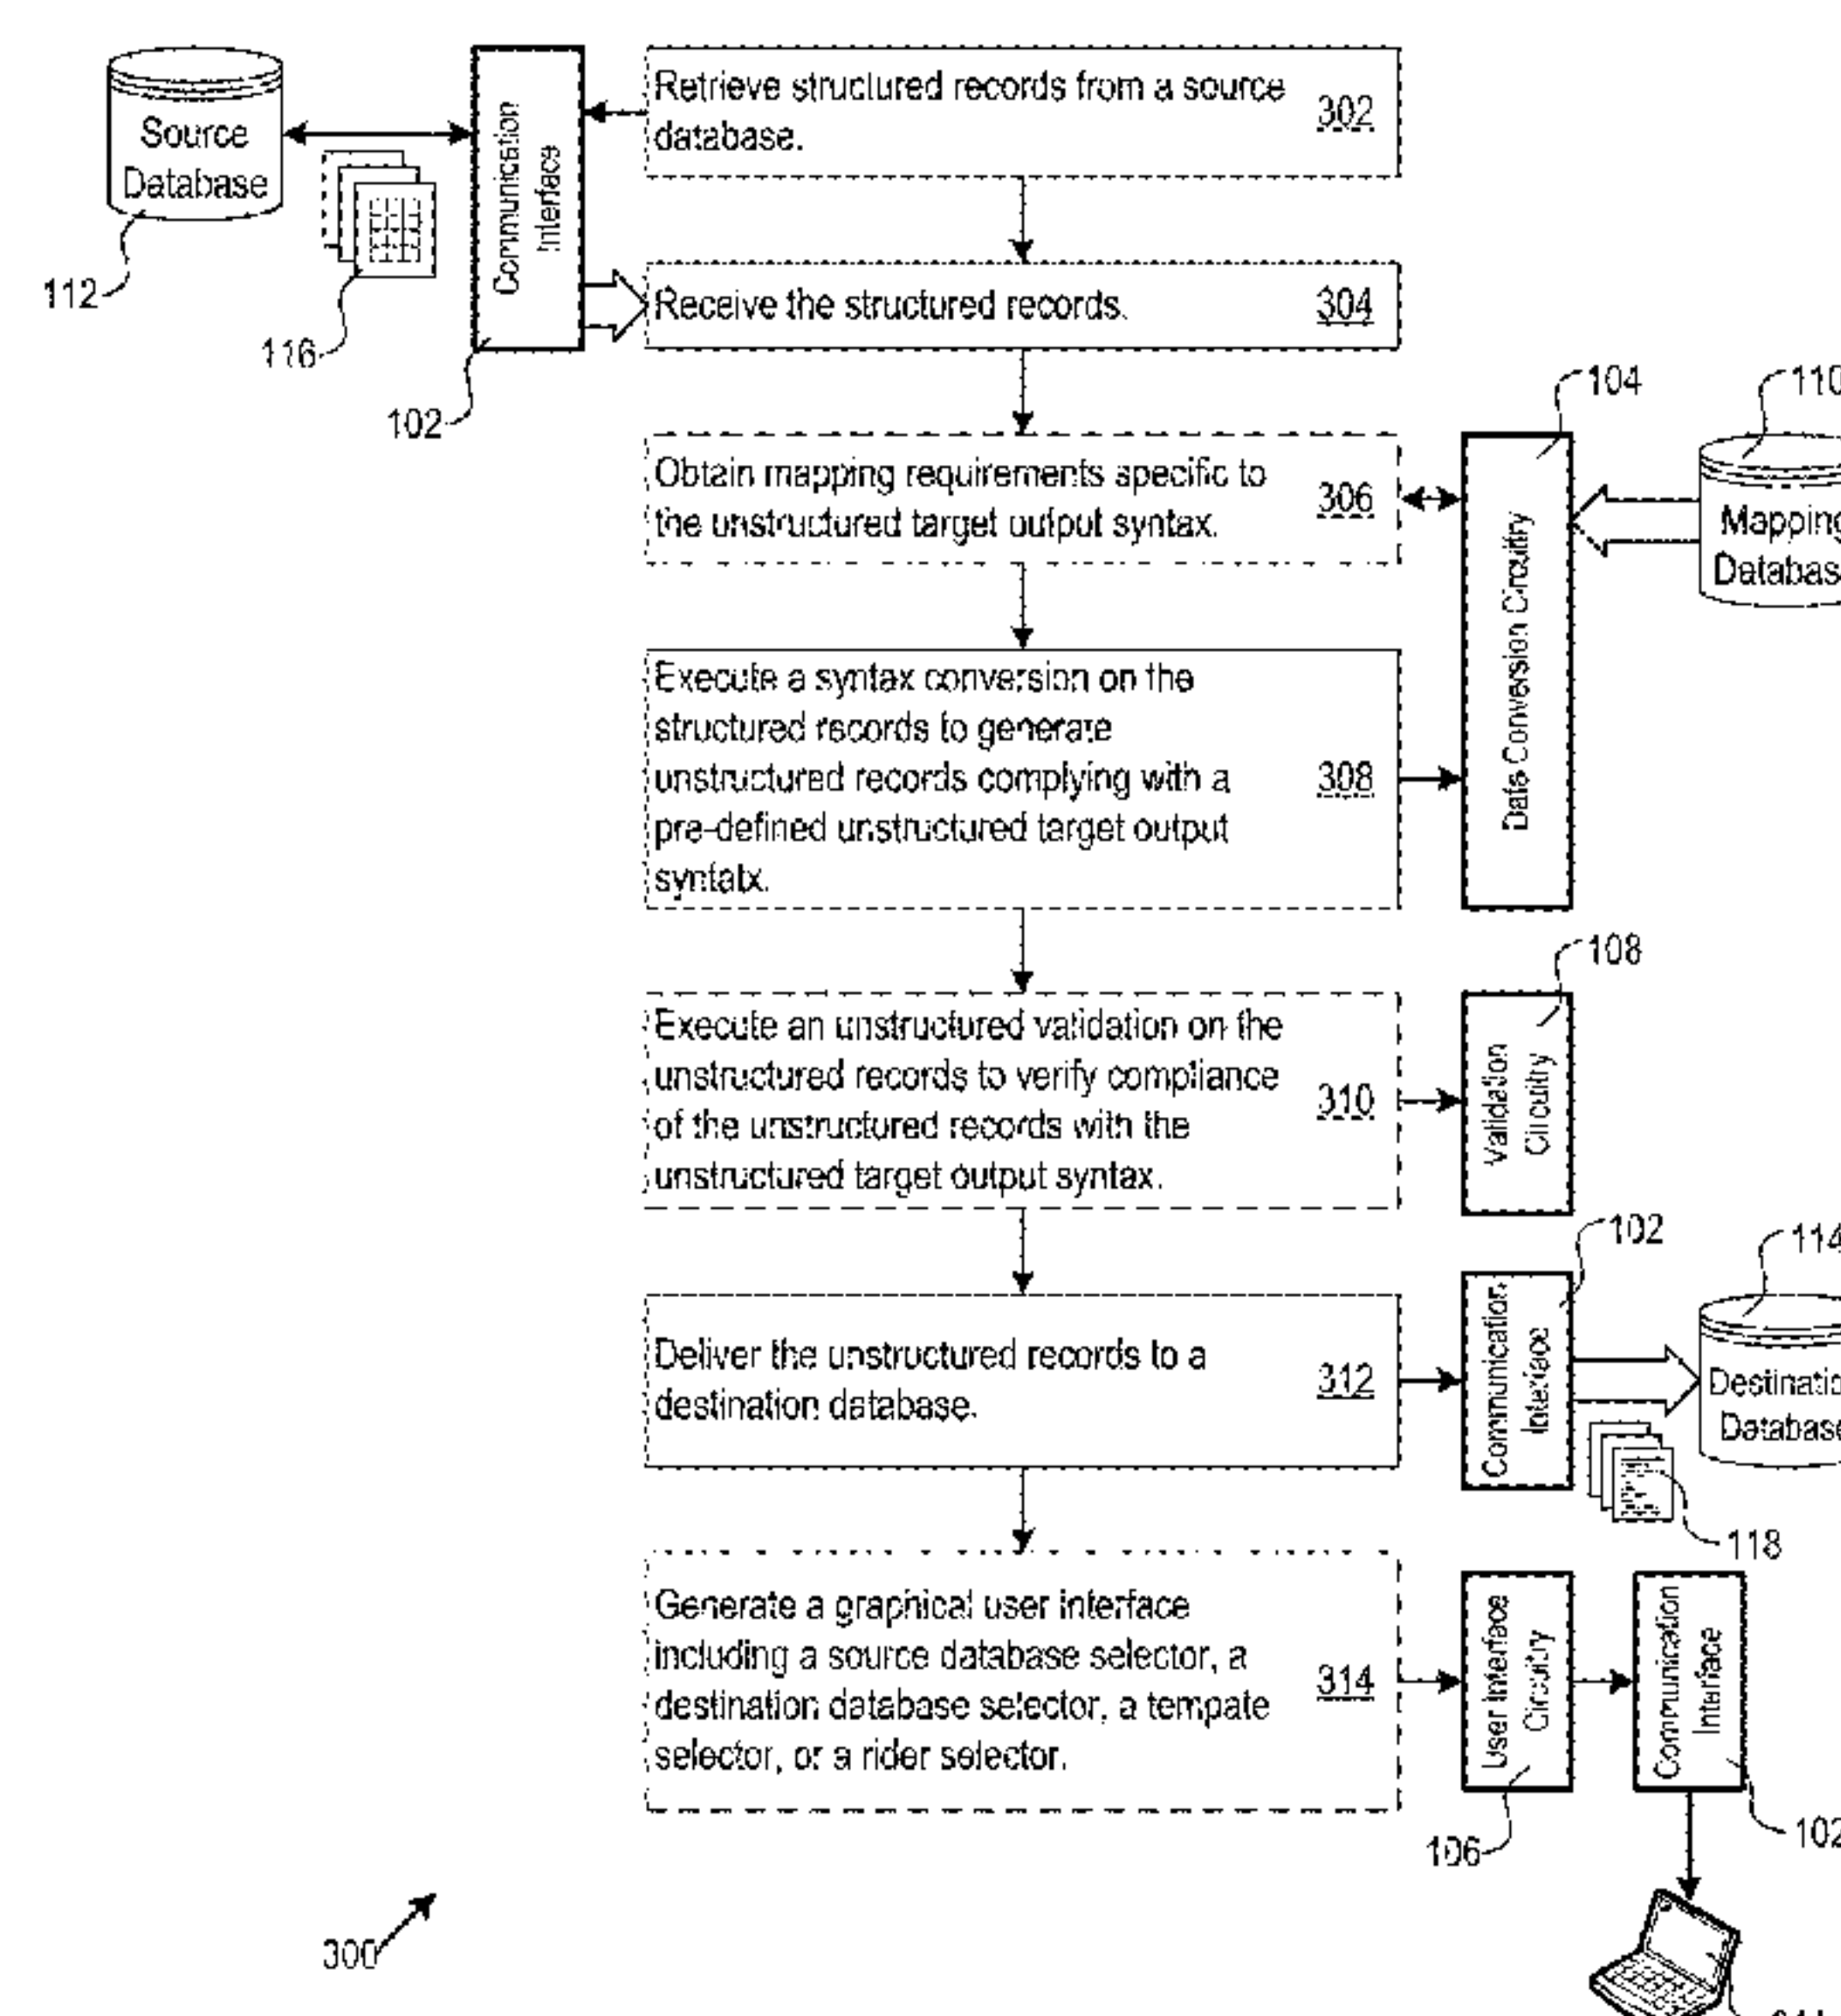 Source
Database
112
116
Communication
Interface
102
Retrieve structured records from a source
database.
302
Receive the structured records.
304
Obtain mapping requirements specific to
the unstructured target output syntax.
306
104
110
Data Conversion Circuitry
Mapping
Databas
Execute a syntax conversion on the
structured records to generate
unstructured records complying with a
pre-defined unstructured target output
syntatx.
308
108
Execute an unstructured validation on the
unstructured records to verify compliance
of the unstructured records with the
unstructured target output syntax.
310
Validation
Circuitry
102
114
Deliver the unstructured records to a
destination database.
312
Communication
Interface
Destinatio
Database
118
Generate a graphical user interface
including a source database selector, a
destination database selector, a tempate
selector, or a rider selector.
314
User Interface
Circuitry
Communication
Interface
106
102
300